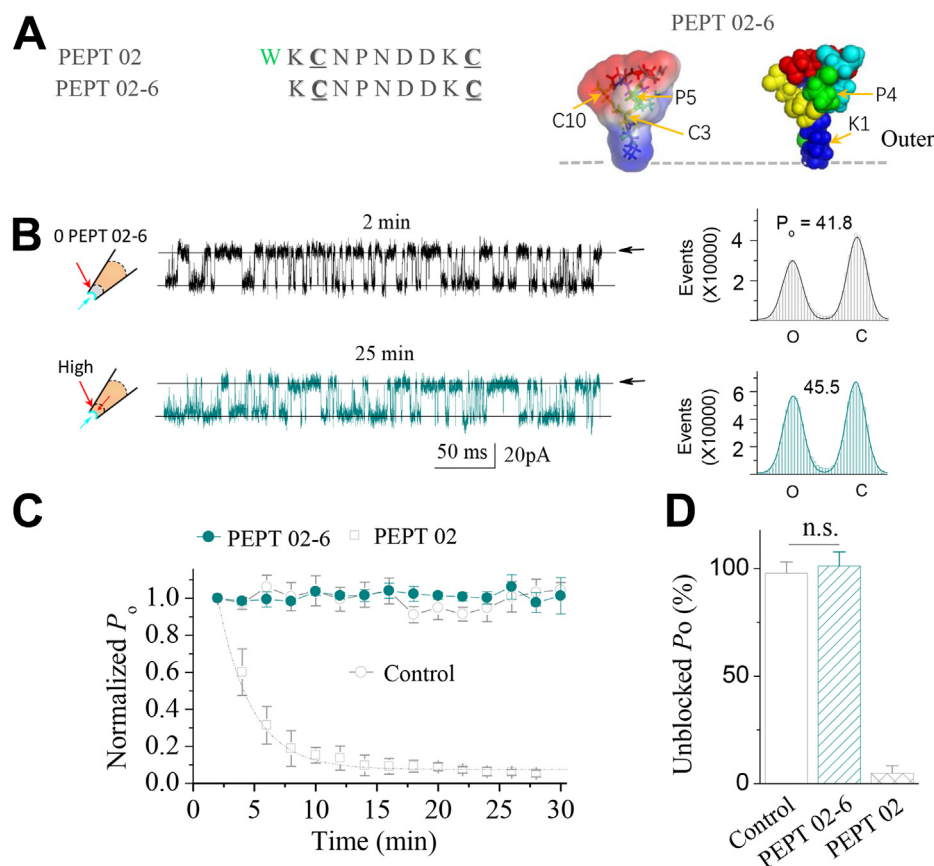 A
PEPT 02 W K C N P N D D K C
PEPT 02-6 K C N P N D D K C
PEPT 02-6
C10
P5
C3
P4
K1
Outer
B
0 PEPT 02-6
2 min
High
25 min
50 ms
20pA
Events
(X10000)
4
2
Po = 41.8
O C
Events
(X10000)
6
4
2
45.5
O C
C
PEPT 02-6 PEPT 02
Control
Normalized Po
1.0
0.8
0.6
0.4
0.2
0.0
0 5 10 15 20 25 30
Time (min)
D
n.s.
Unblocked Po (%)
100
50
0
Control
PEPT 02-6
PEPT 02